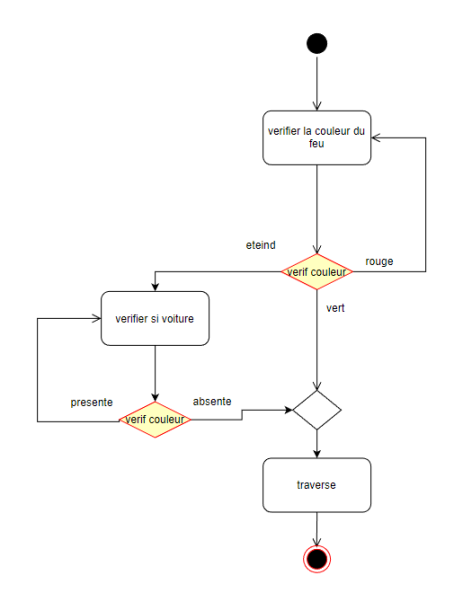 verifier la couleur du
feu
eteind
rouge
verif couleur
vert
verifier si voiture
presente
absente
verif couleur
traverse